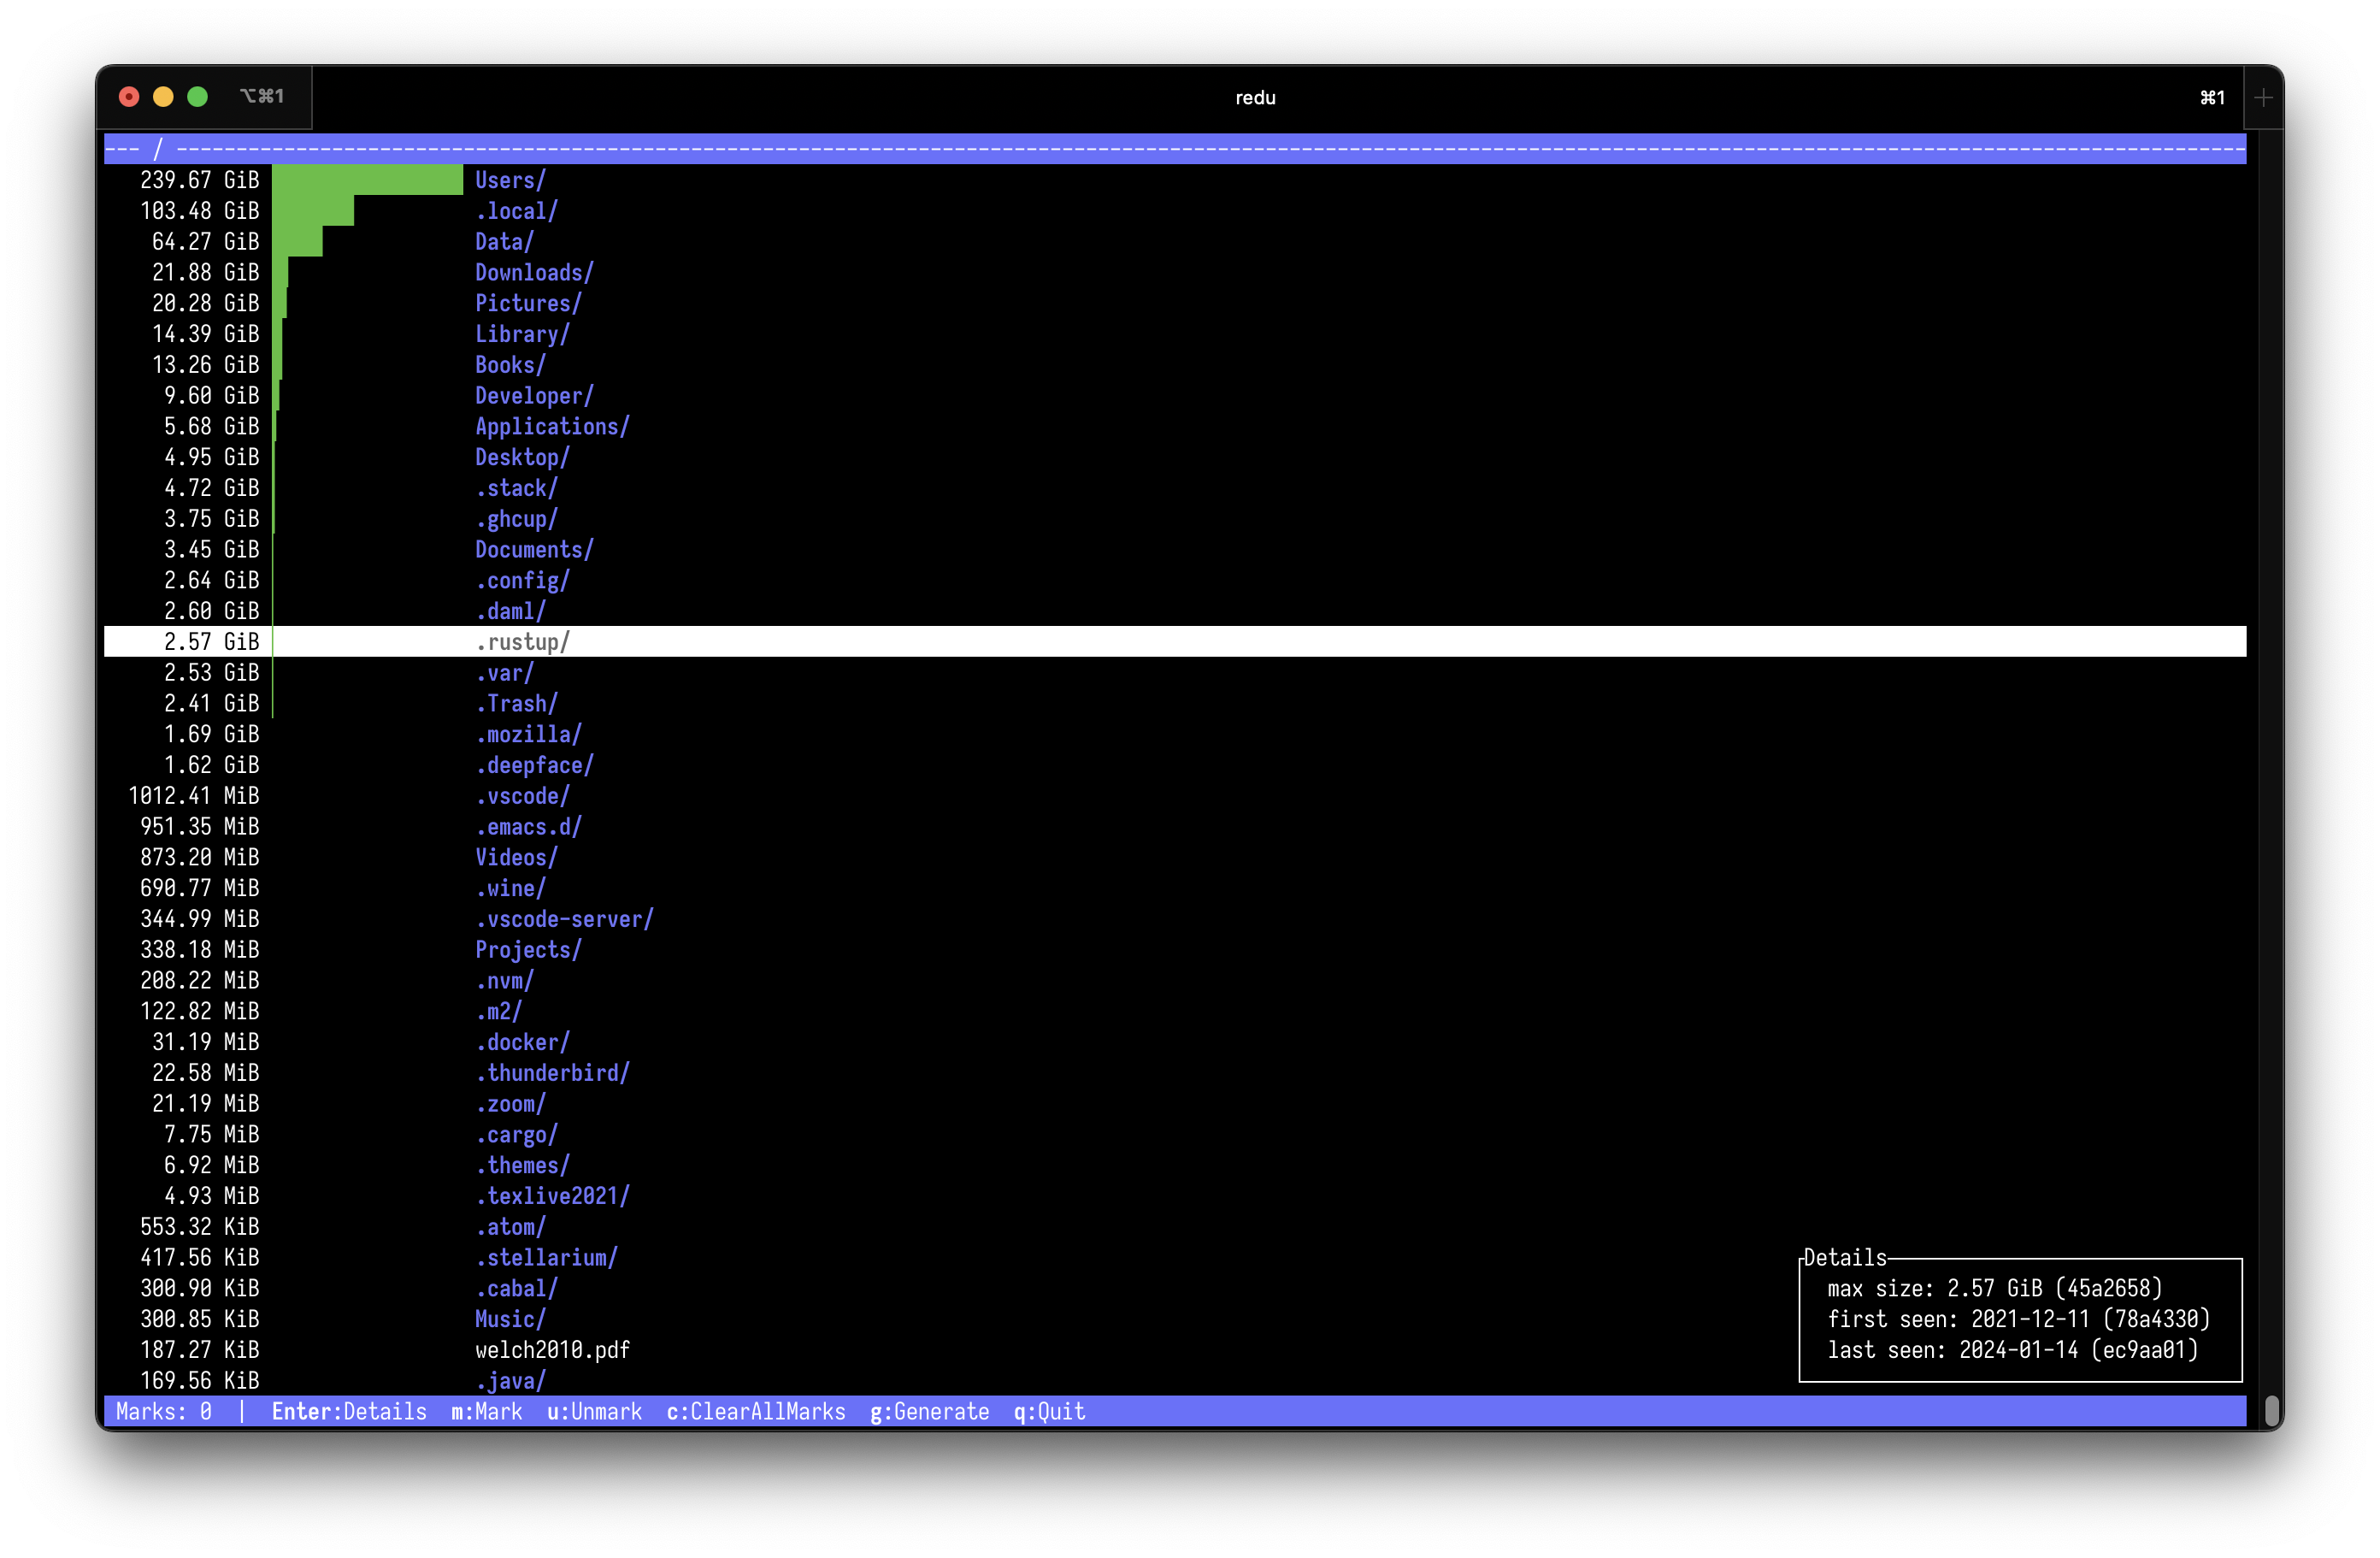 ⌥⌘1 redu ⌘1 +
--- / ---
239.67 GiB Users/
103.48 GiB .local/
64.27 GiB Data/
21.88 GiB Downloads/
20.28 GiB Pictures/
14.39 GiB Library/
13.26 GiB Books/
9.60 GiB Developer/
5.68 GiB Applications/
4.95 GiB Desktop/
4.72 GiB .stack/
3.75 GiB .ghcup/
3.45 GiB Documents/
2.64 GiB .config/
2.60 GiB .daml/
2.57 GiB .rustup/
2.53 GiB .var/
2.41 GiB .Trash/
1.69 GiB .mozilla/
1.62 GiB .deepface/
1012.41 MiB .vscode/
951.35 MiB .emacs.d/
873.20 MiB Videos/
690.77 MiB .wine/
344.99 MiB .vscode-server/
338.18 MiB Projects/
208.22 MiB .nvm/
122.82 MiB .m2/
31.19 MiB .docker/
22.58 MiB .thunderbird/
21.19 MiB .zoom/
7.75 MiB .cargo/
6.92 MiB .themes/
4.93 MiB .texlive2021/
553.32 KiB .atom/
417.56 KiB .stellarium/
300.90 KiB .cabal/
300.85 KiB Music/
187.27 KiB welch2010.pdf
169.56 KiB .java/
Details
max size: 2.57 GiB (45a2658)
first seen: 2021-12-11 (78a4330)
last seen: 2024-01-14 (ec9aa01)
Marks: 0 | Enter:Details m:Mark u:Unmark c:ClearAllMarks g:Generate q:Quit